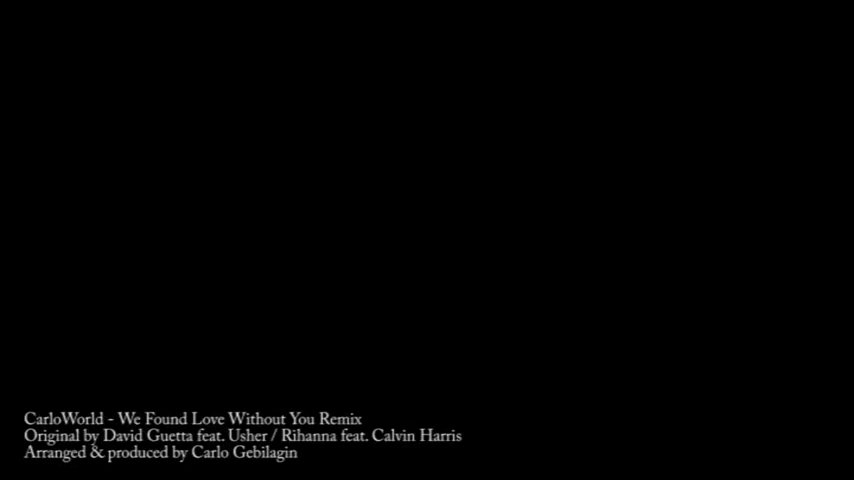 CarloWorld - We Found Love Without You Remix
Original by David Guetta feat. Usher / Rihanna feat. Calvin Harris
Arranged & produced by Carlo Gebilagin